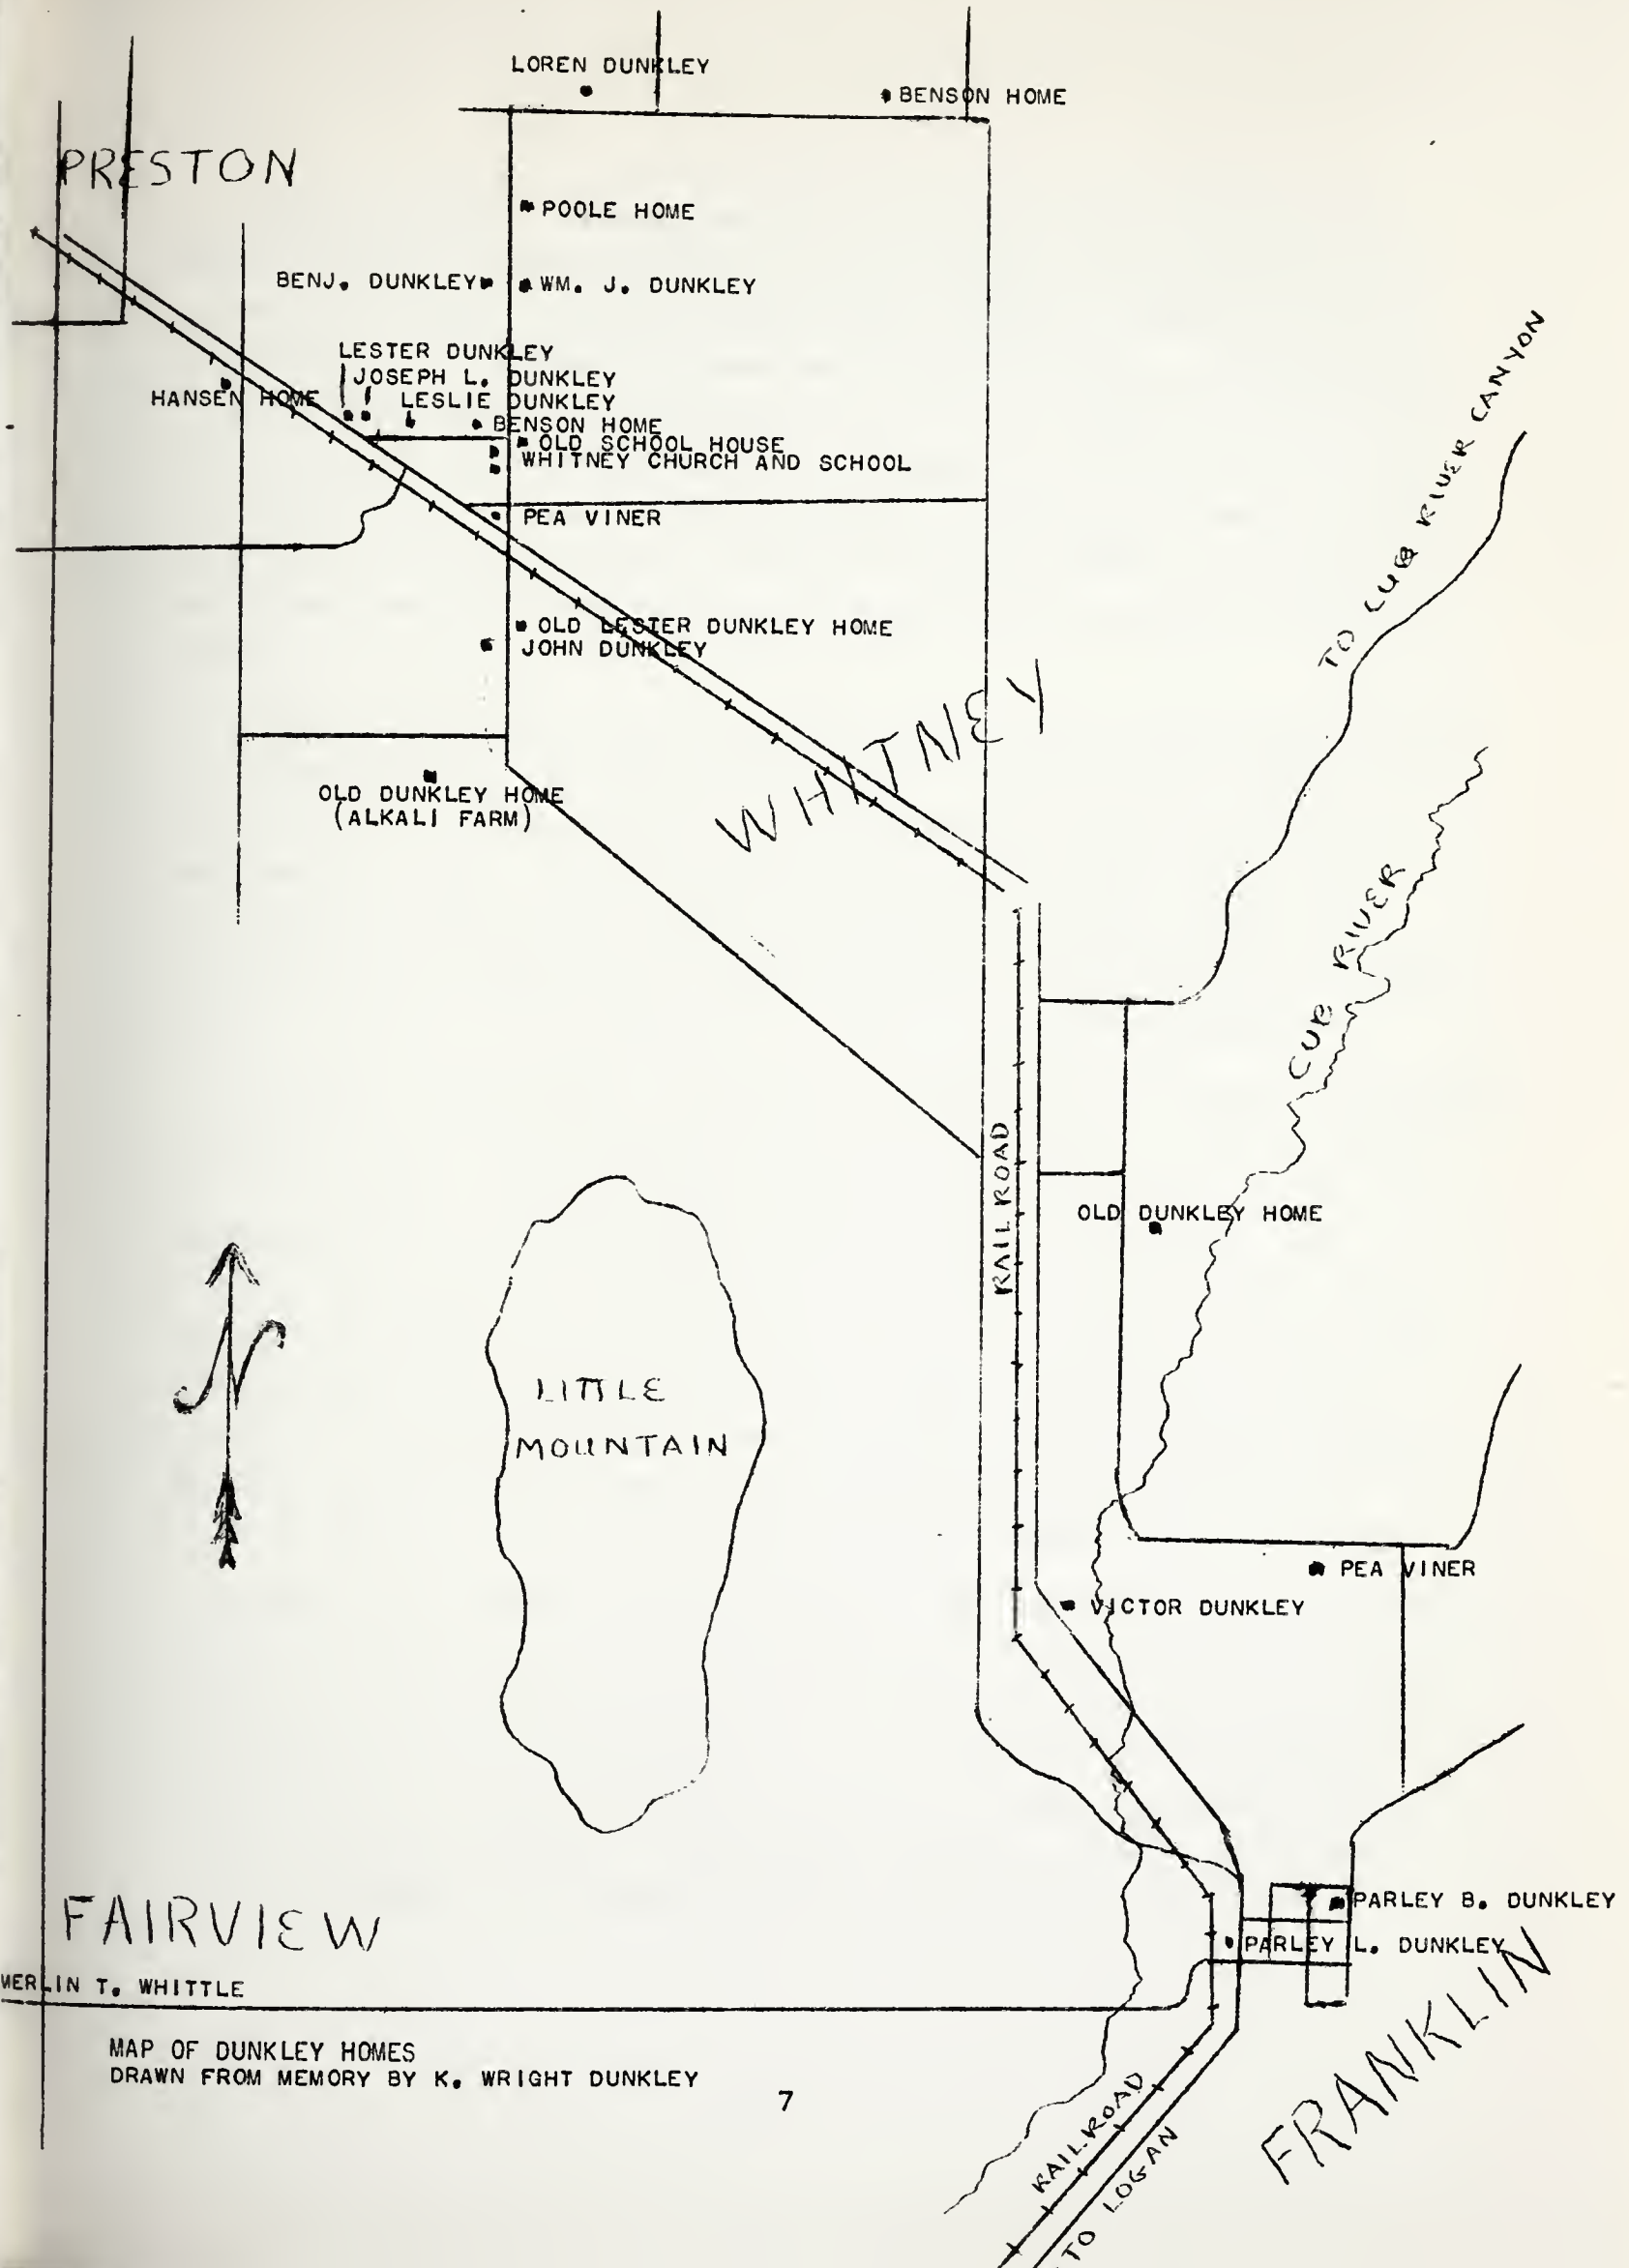 LOREN DUNKLEY
BENSON HOME
PRESTON
POOLE HOME
BENJ. DUNKLEY
WM. J. DUNKLEY
LESTER DUNKLEY
JOSEPH L. DUNKLEY
HANSEN HOME
LESLIE DUNKLEY
BENSON HOME
OLD SCHOOL HOUSE
WHITNEY CHURCH AND SCHOOL
PEA VINER
TO CUB RIVER CANYON
OLD LESTER DUNKLEY HOME
JOHN DUNKLEY
WHITNEY
OLD DUNKLEY HOME
(ALKALI FARM)
CUB RIVER
RAILROAD
OLD DUNKLEY HOME
N
LITTLE
MOUNTAIN
PEA VINER
VICTOR DUNKLEY
PARLEY B. DUNKLEY
FAIRVIEW
PARLEY L. DUNKLEY
MERLIN T. WHITTLE
FRANKLIN
MAP OF DUNKLEY HOMES
DRAWN FROM MEMORY BY K. WRIGHT DUNKLEY
7
RAILROAD
TO LOGAN